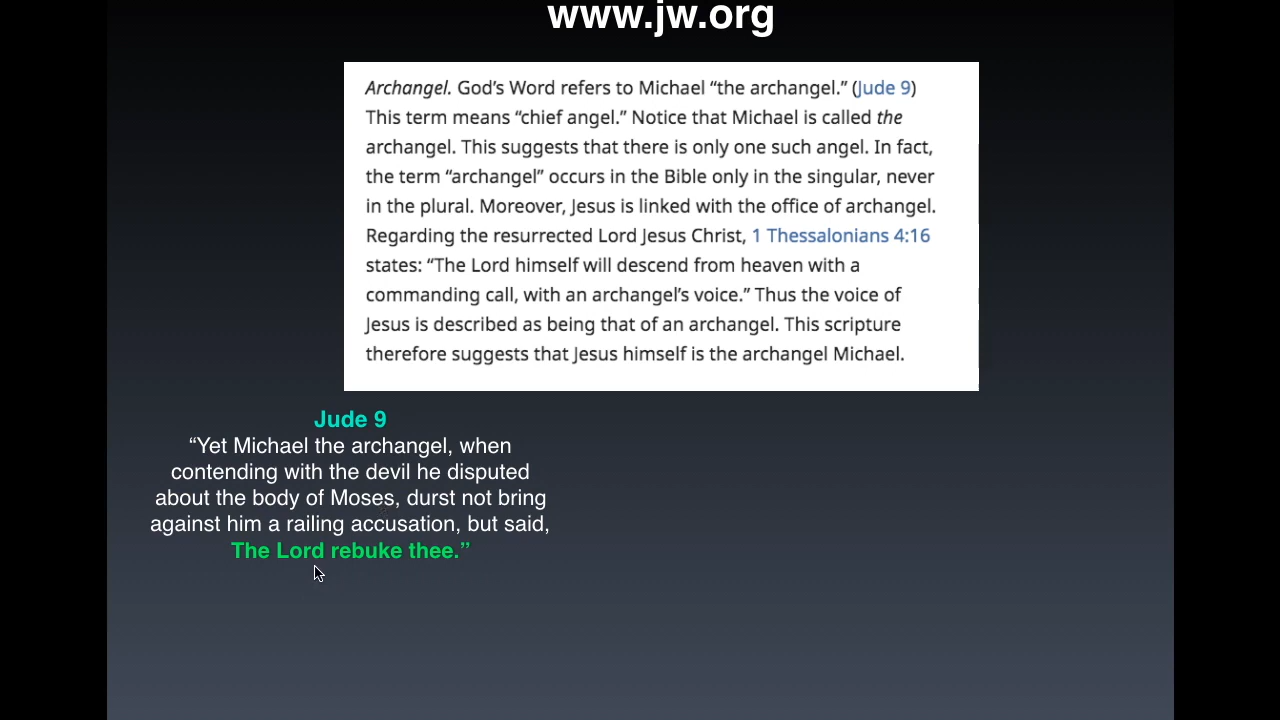 www.jw.org
Archangel. God’s Word refers to Michael “the archangel.” (Jude 9)
This term means “chief angel.” Notice that Michael is called the
archangel. This suggests that there is only one such angel. In fact,
the term “archangel” occurs in the Bible only in the singular, never
in the plural. Moreover, Jesus is linked with the office of archangel.
Regarding the resurrected Lord Jesus Christ, 1 Thessalonians 4:16
states: “The Lord himself will descend from heaven with a
commanding call, with an archangel’s voice.” Thus the voice of
Jesus is described as being that of an archangel. This scripture
therefore suggests that Jesus himself is the archangel Michael.
Jude 9
“Yet Michael the archangel, when
contending with the devil he disputed
about the body of Moses, durst not bring
against him a railing accusation, but said,
The Lord rebuke thee.”